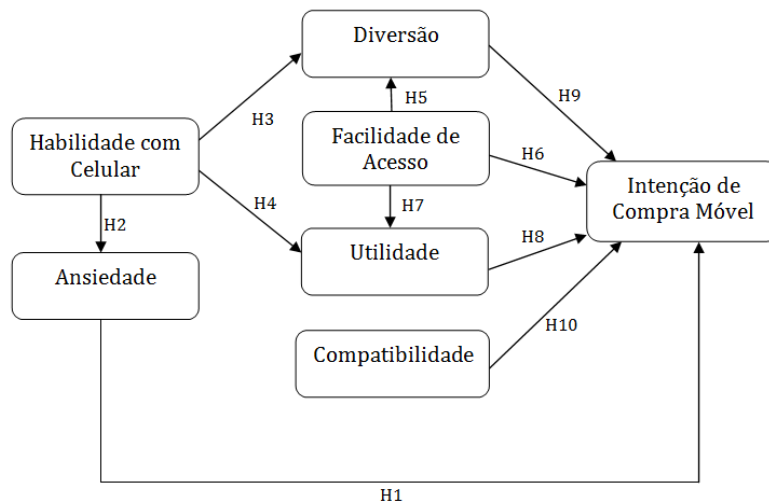 Diversão
H9
H3
H5
Habilidade com
Celular
Facilidade de
Acesso
H6
Intenção de
Compra Móvel
H4
H7
H2
Utilidade
H8
Ansiedade
H10
Compatibilidade
H1